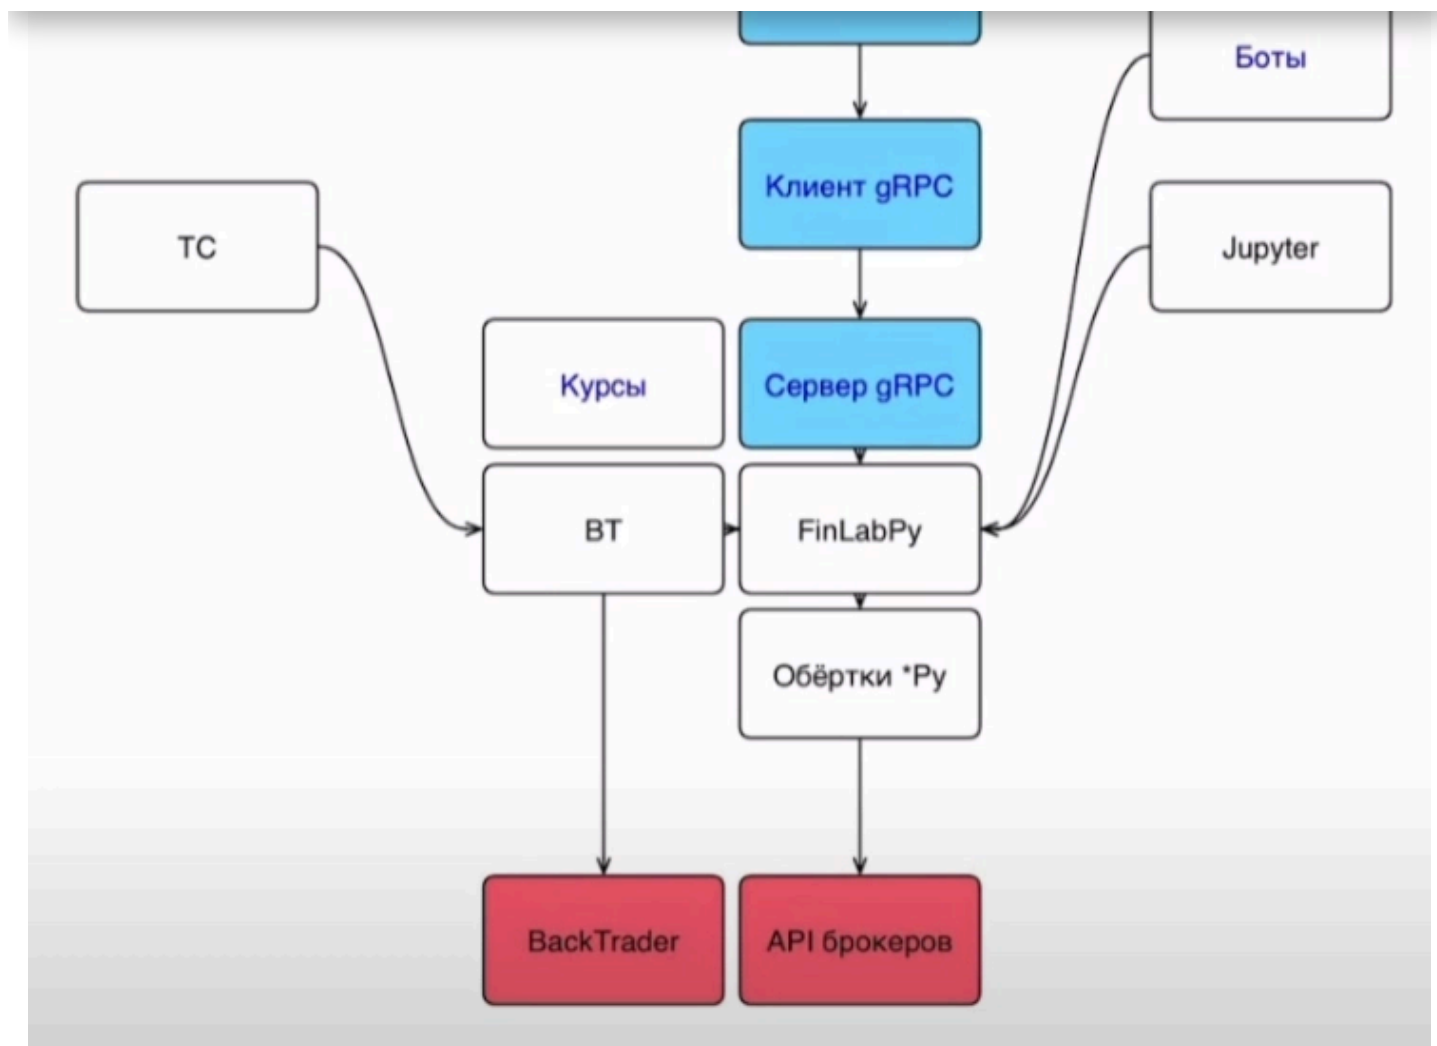 Боты
Клиент gRPC
ТС
Jupyter
Курсы
Сервер gRPC
BT
FinLabPy
Обёртки *Py
BackTrader
API брокеров